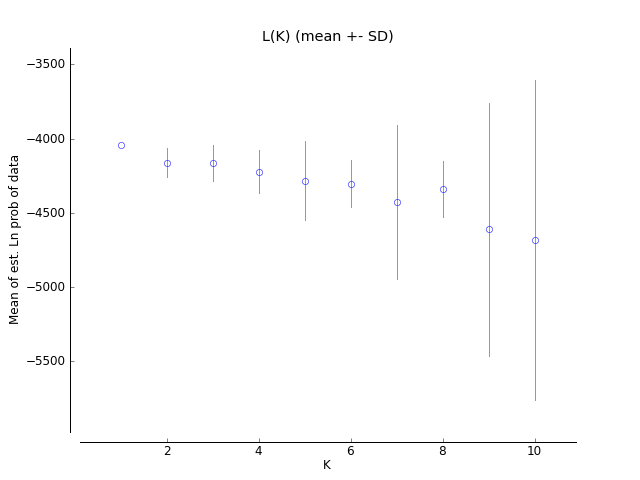 L(K) (mean +- SD)
Mean of est. Ln prob of data
−3500
−4000
−4500
−5000
−5500
2 4 6 8 10
K